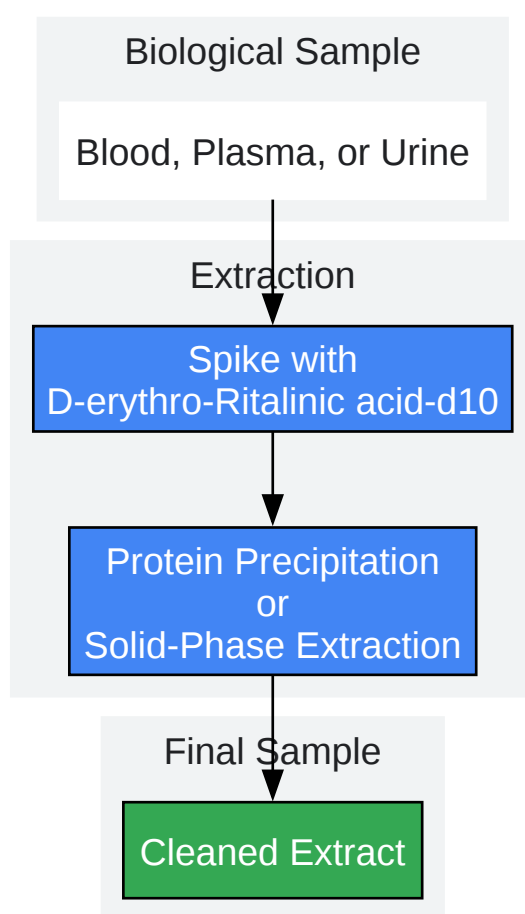 Biological Sample
Blood, Plasma, or Urine
Extraction
Spike with
D-erythro-Ritalinic acid-d10
Protein Precipitation
or
Solid-Phase Extraction
Final Sample
Cleaned Extract